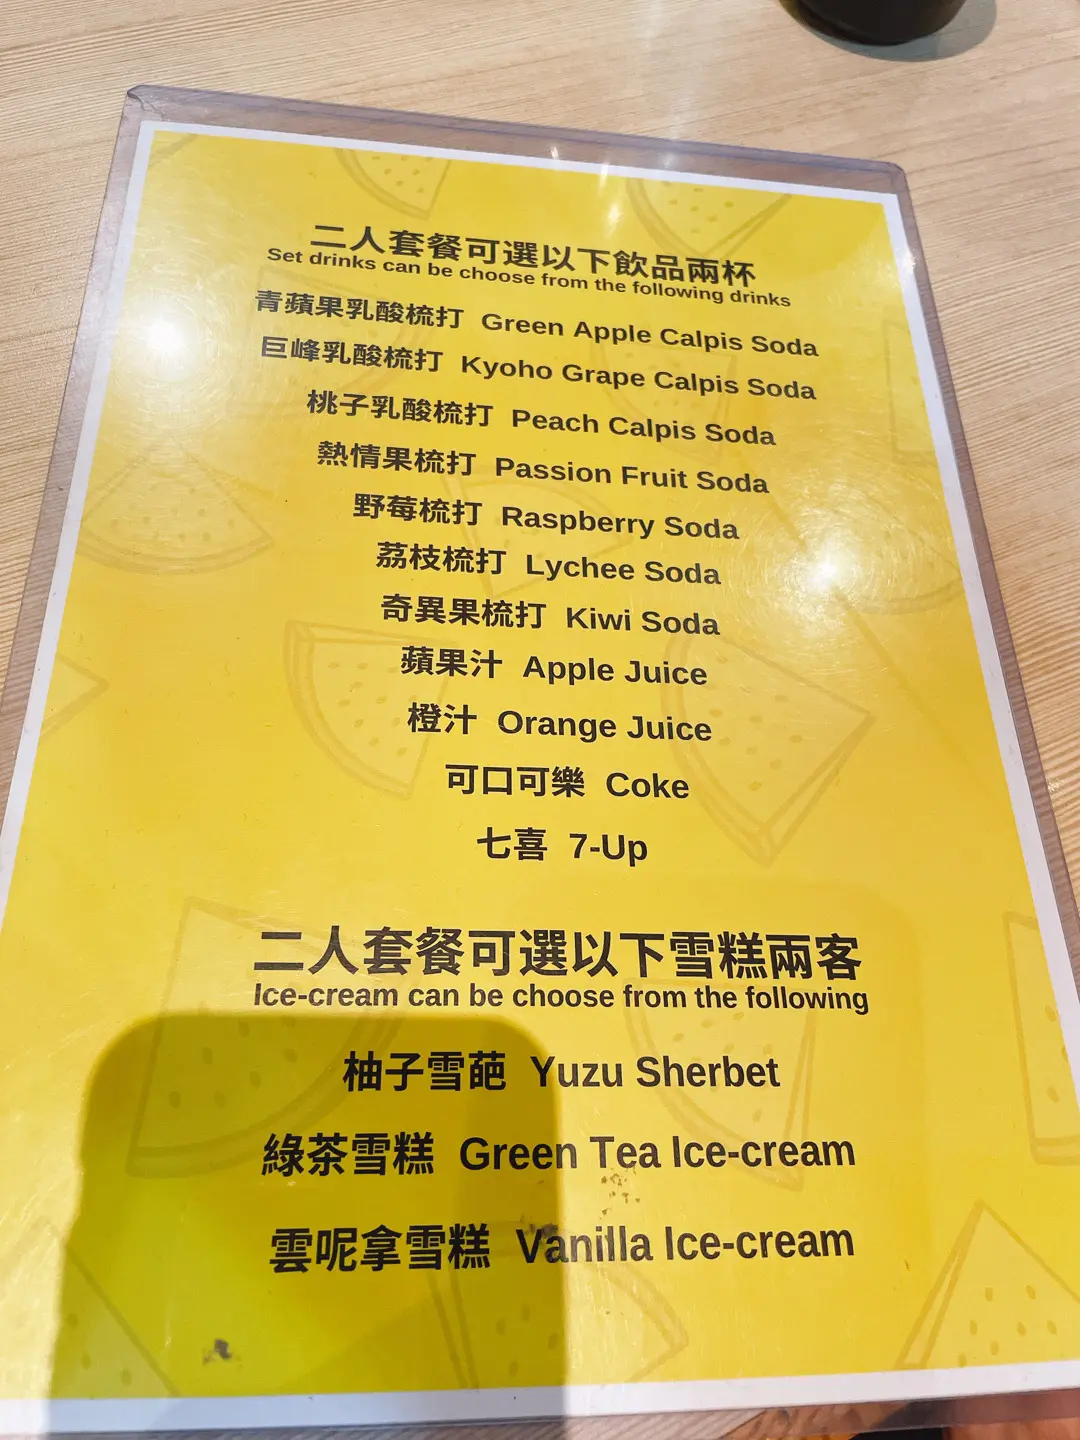 二人套餐可選以下飲品兩杯
Set drinks can be choose from the following drinks
青蘋果乳酸梳打 Green Apple Calpis Soda
巨峰乳酸梳打 Kyoho Grape Calpis Soda
桃子乳酸梳打 Peach Calpis Soda
熱情果梳打 Passion Fruit Soda
野莓梳打 Raspberry Soda
荔枝梳打 Lychee Soda
奇異果梳打 Kiwi Soda
蘋果汁 Apple Juice
橙汁 Orange Juice
可口可樂 Coke
七喜 7-Up
二人套餐可選以下雪糕兩客
Ice-cream can be choose from the following
柚子雪葩 Yuzu Sherbet
綠茶雪糕 Green Tea Ice-cream
雲呢拿雪糕 Vanilla Ice-cream